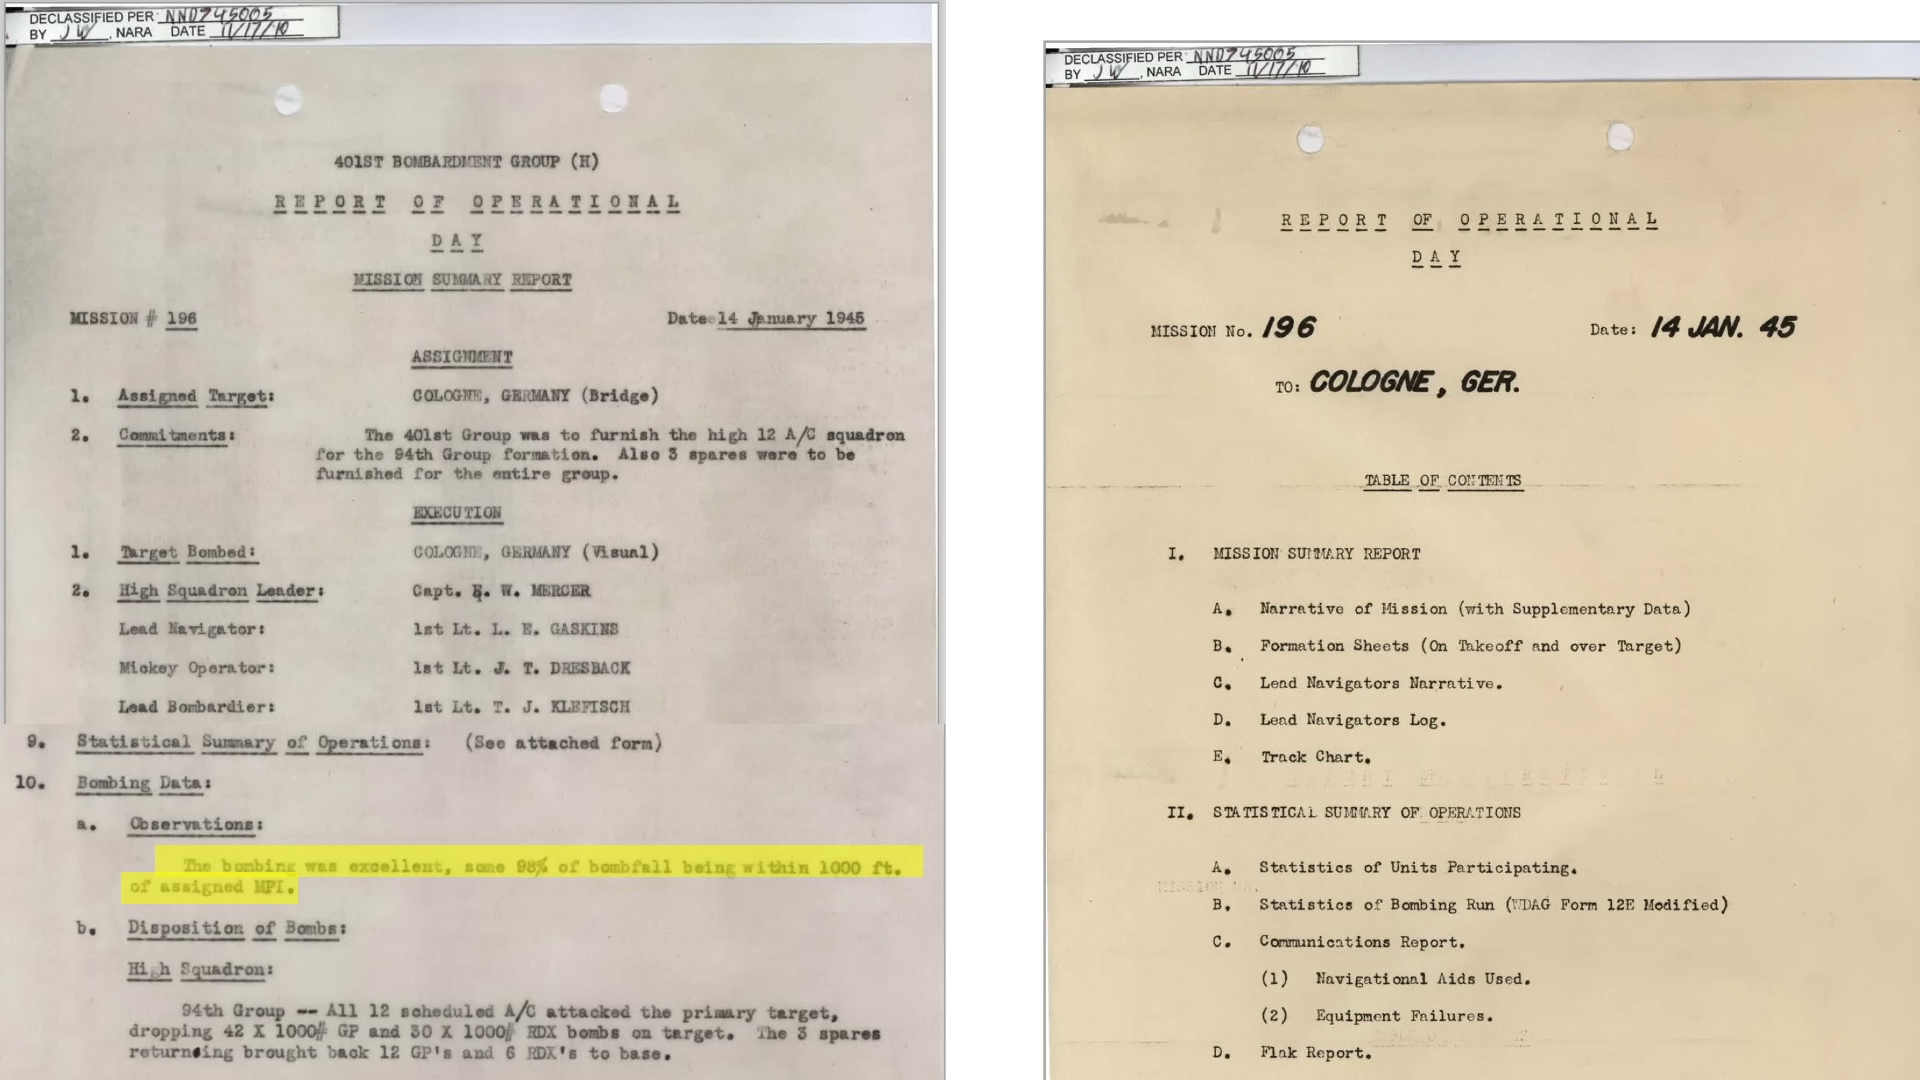 DECLASSIFIED PER: NND745005
BY JW, NARA DATE 11/17/10
401ST BOMBARDMENT GROUP (H)
REPORT OF OPERATIONAL
DAY
MISSION SUMMARY REPORT
MISSION # 196 Date 14 January 1945
ASSIGNMENT
1. Assigned Target: COLOGNE, GERMANY (Bridge)
2. Commitments: The 401st Group was to furnish the high 12 A/C squadron
for the 94th Group formation. Also 3 spares were to be
furnished for the entire group.
EXECUTION
1. Target Bombed: COLOGNE, GERMANY (Visual)
2. High Squadron Leader: Capt. E. W. MERCER
Lead Navigator: 1st Lt. L. E. GASKINS
Mickey Operator: 1st Lt. J. T. DRESBACK
Lead Bombardier: 1st Lt. T. J. KLEFISCH
9. Statistical Summary of Operations: (See attached form)
10. Bombing Data:
a. Observations:
The bombing was excellent, some 98% of bombfall being within 1000 ft.
of assigned MPI.
b. Disposition of Bombs:
High Squadron:
94th Group -- All 12 scheduled A/C attacked the primary target,
dropping 42 X 1000# GP and 30 X 1000# RDX bombs on target. The 3 spares
returning brought back 12 GP's and 6 RDX's to base.
DECLASSIFIED PER: NND745005
BY JW, NARA DATE 11/17/10
REPORT OF OPERATIONAL
DAY
MISSION No. 196 Date: 14 JAN. 45
TO: COLOGNE, GER.
TABLE OF CONTENTS
I. MISSION SUMMARY REPORT
A. Narrative of Mission (with Supplementary Data)
B. Formation Sheets (On Takeoff and over Target)
C. Lead Navigators Narrative.
D. Lead Navigators Log.
E. Track Chart.
II. STATISTICAL SUMMARY OF OPERATIONS
A. Statistics of Units Participating.
B. Statistics of Bombing Run (WDAG Form 12E Modified)
C. Communications Report.
(1) Navigational Aids Used.
(2) Equipment Failures.
D. Flak Report.